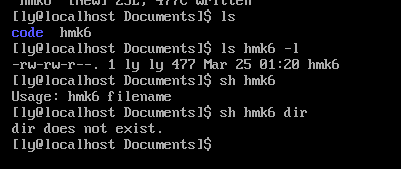 "hmk6" [New] 23L, 477C written
[ly@localhost Documents]$ ls
code  hmk6
[ly@localhost Documents]$ ls hmk6 -l
-rw-rw-r--. 1 ly ly 477 Mar 25 01:20 hmk6
[ly@localhost Documents]$ sh hmk6
Usage: hmk6 filename
[ly@localhost Documents]$ sh hmk6 dir
dir does not exist.
[ly@localhost Documents]$